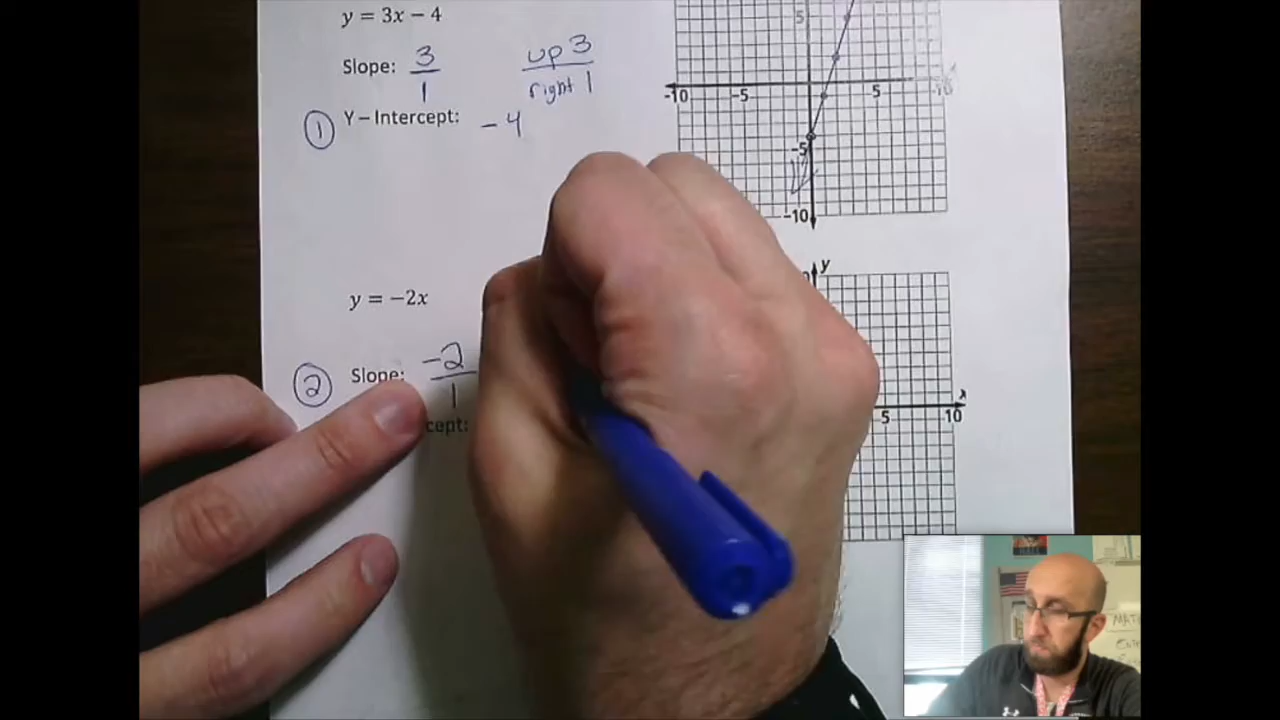 y = 3x − 4
Slope: 3/1
up 3
right 1
① Y – Intercept: −4
5
-10 -5 5 10
-5
-10
y = −2x
② Slope: −2/1
cept:
y
x
5 10
MATH